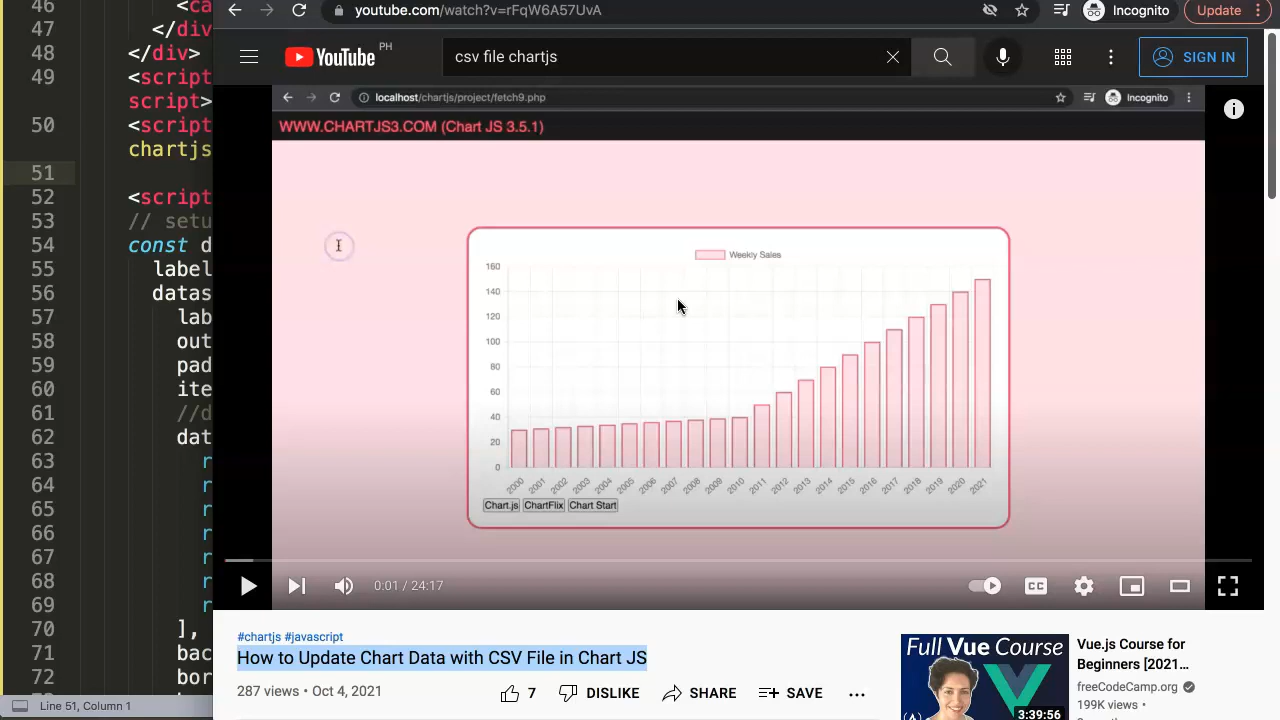 46 <ca
47 </div
48 </div>
49 <script
script>
50 <script
chartjs
51
52 <script
53 // setu
54 const d
55 label
56 datas
57 lab
58 out
59 pad
60 ite
61 //d
62 dat
63 r
64 r
65 r
66 r
67 r
68 r
69 r
70 ],
71 bac
72 bor
Line 51, Column 1
youtube.com/watch?v=rFqW6A57UvA
Incognito
Update
YouTube PH
csv file chartjs
SIGN IN
localhost/chartjs/project/fetch9.php
Incognito
WWW.CHARTJS3.COM (Chart JS 3.5.1)
Weekly Sales
160
140
120
100
80
60
40
20
0
2000 2001 2002 2003 2004 2005 2006 2007 2008 2009 2010 2011 2012 2013 2014 2015 2016 2017 2018 2019 2020 2021
Chart.js ChartFlix Chart Start
0:01 / 24:17
CC
#chartjs #javascript
How to Update Chart Data with CSV File in Chart JS
287 views • Oct 4, 2021
7 DISLIKE SHARE SAVE
Full Vue Course
3:39:56
Vue.js Course for
Beginners [2021...
freeCodeCamp.org
199K views •